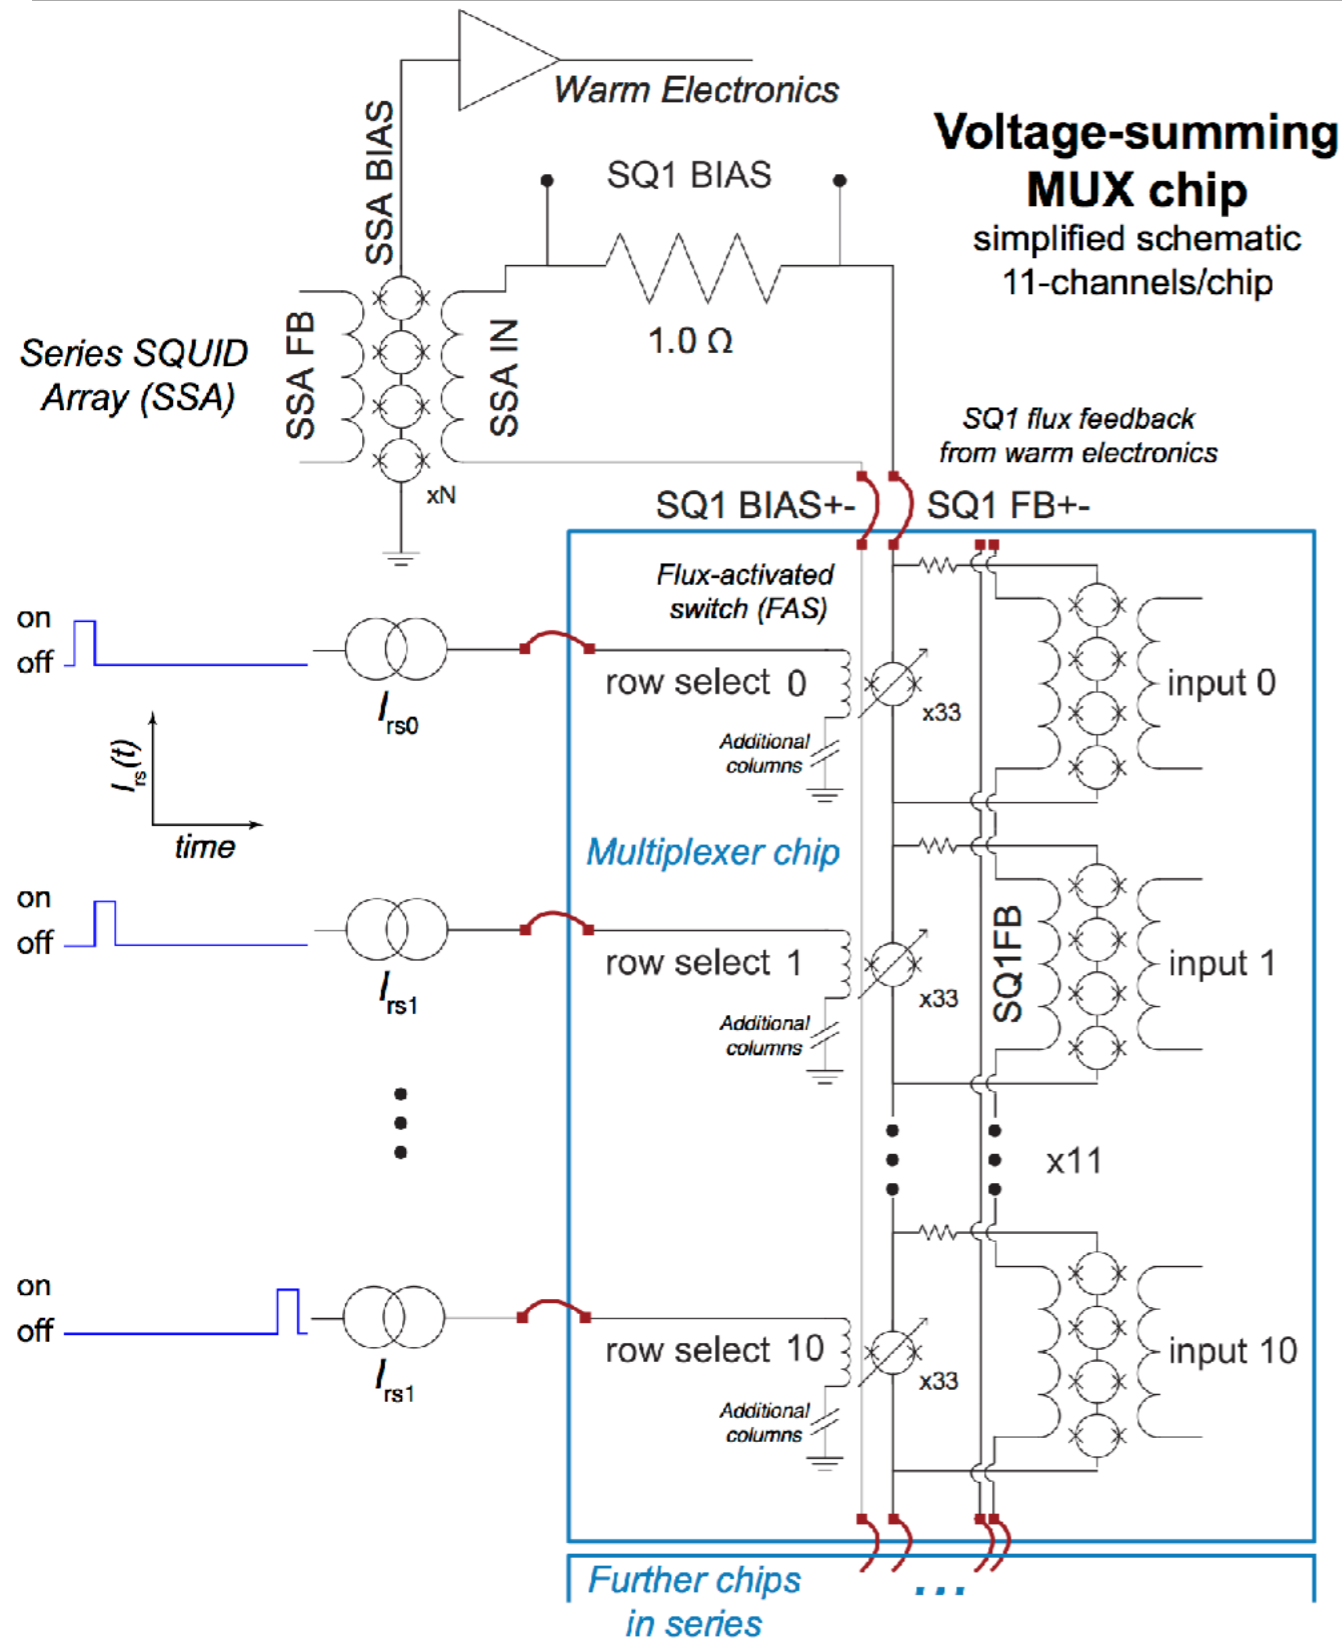 Warm Electronics
SSA BIAS
SQ1 BIAS
Voltage-summing
MUX chip
simplified schematic
11-channels/chip
1.0 Ω
Series SQUID
Array (SSA)
SSA FB
SSA IN
xN
SQ1 flux feedback
from warm electronics
SQ1 BIAS+-
SQ1 FB+-
Flux-activated
switch (FAS)
on
off
Irs0
row select 0
x33
input 0
Additional
columns
Irs(t)
time
Multiplexer chip
on
off
Irs1
row select 1
x33
SQ1FB
input 1
Additional
columns
x11
on
off
Irs1
row select 10
x33
input 10
Additional
columns
Further chips
in series
...